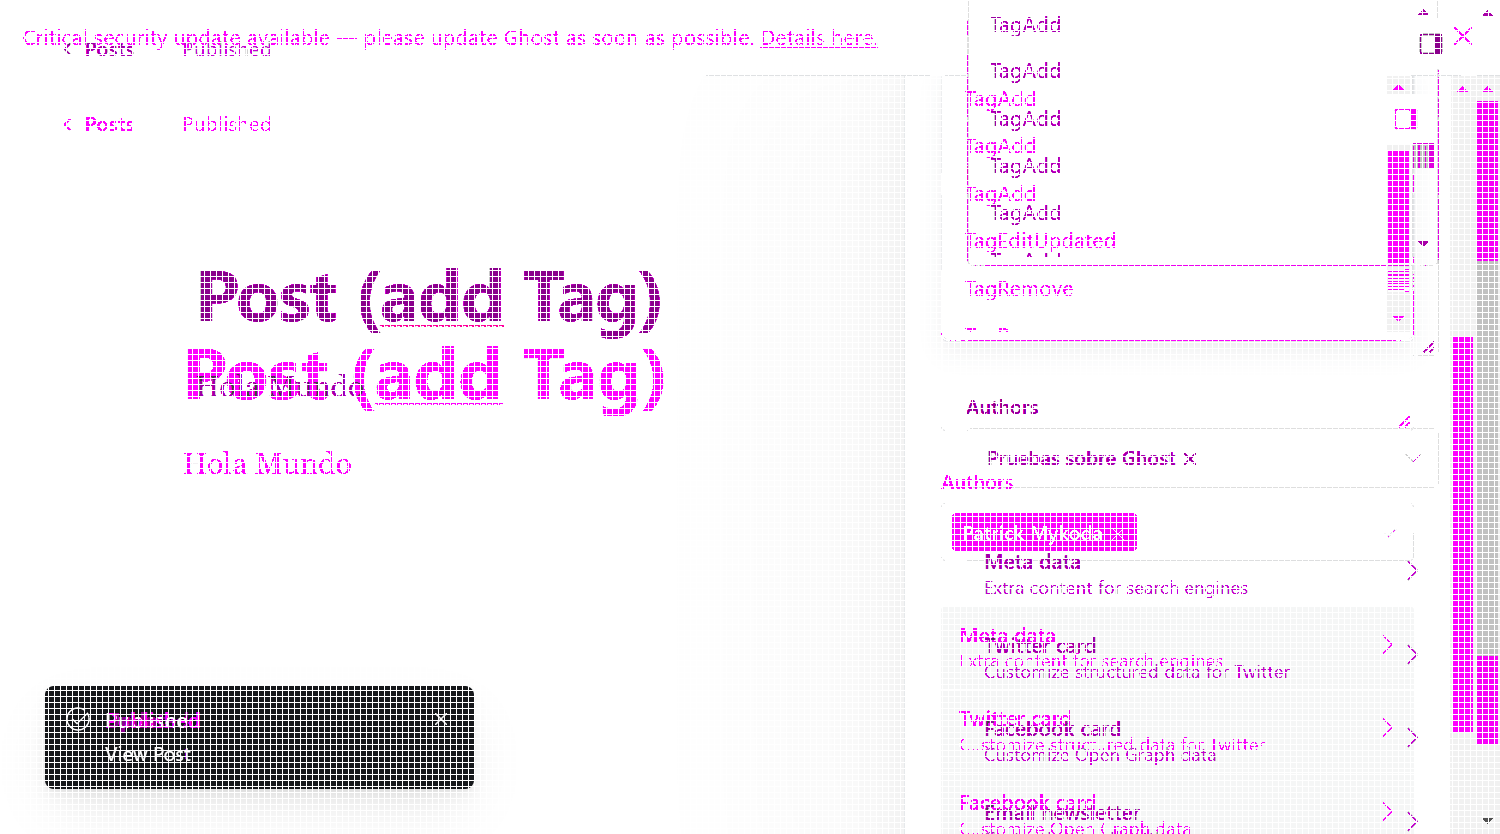 Critical security update available — please update Ghost as soon as possible. Details here.
Posts Published
Posts Published
TagAdd
TagAdd
TagAdd
TagAdd
TagAdd
TagAdd
TagAdd
TagAdd
TagEditUpdated
TagRemove
Post (add Tag)
Post (add Tag)
Hola Mundo
Hola Mundo
Authors
Pruebas sobre Ghost ×
Authors
Patrick Mykoda ×
Meta data
Extra content for search engines
Meta data
Twitter card
Extra content for search engines
Customize structured data for Twitter
Twitter card
Facebook card
Customize structured data for Twitter
Customize Open Graph data
Facebook card
Email newsletter
Customize Open Graph data
Published
View Post